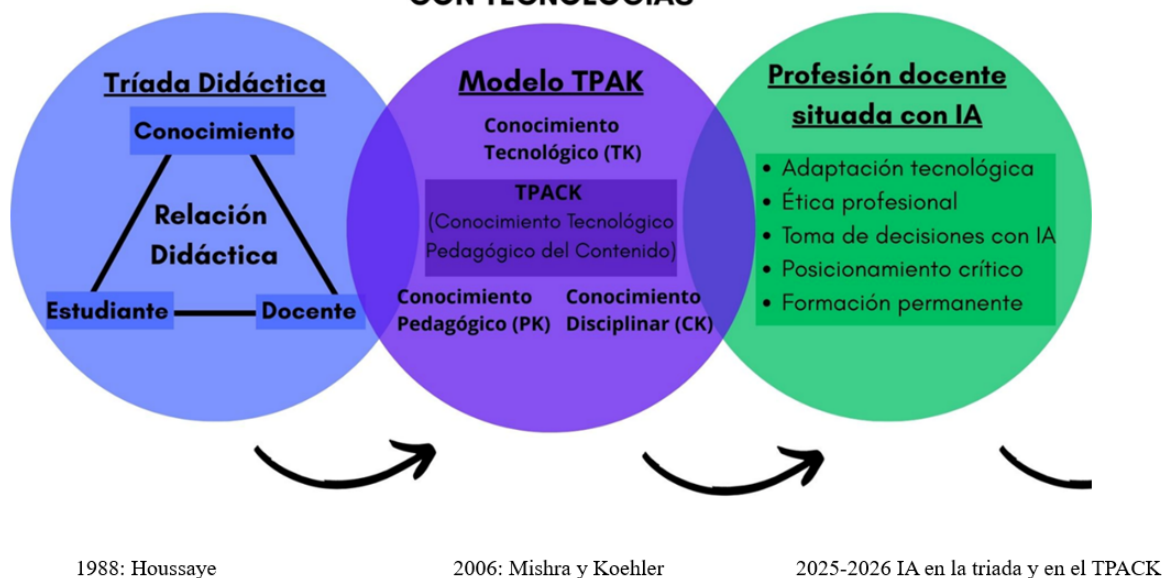 CON TECNOLOGÍAS
Tríada Didáctica
Conocimiento
Relación
Didáctica
Estudiante
Docente
Modelo TPAK
Conocimiento
Tecnológico (TK)
TPACK
(Conocimiento Tecnológico
Pedagógico del Contenido)
Conocimiento
Pedagógico (PK)
Conocimiento
Disciplinar (CK)
Profesión docente
situada con IA
• Adaptación tecnológica
• Ética profesional
• Toma de decisiones con IA
• Posicionamiento crítico
• Formación permanente
1988: Houssaye
2006: Mishra y Koehler
2025-2026 IA en la triada y en el TPACK